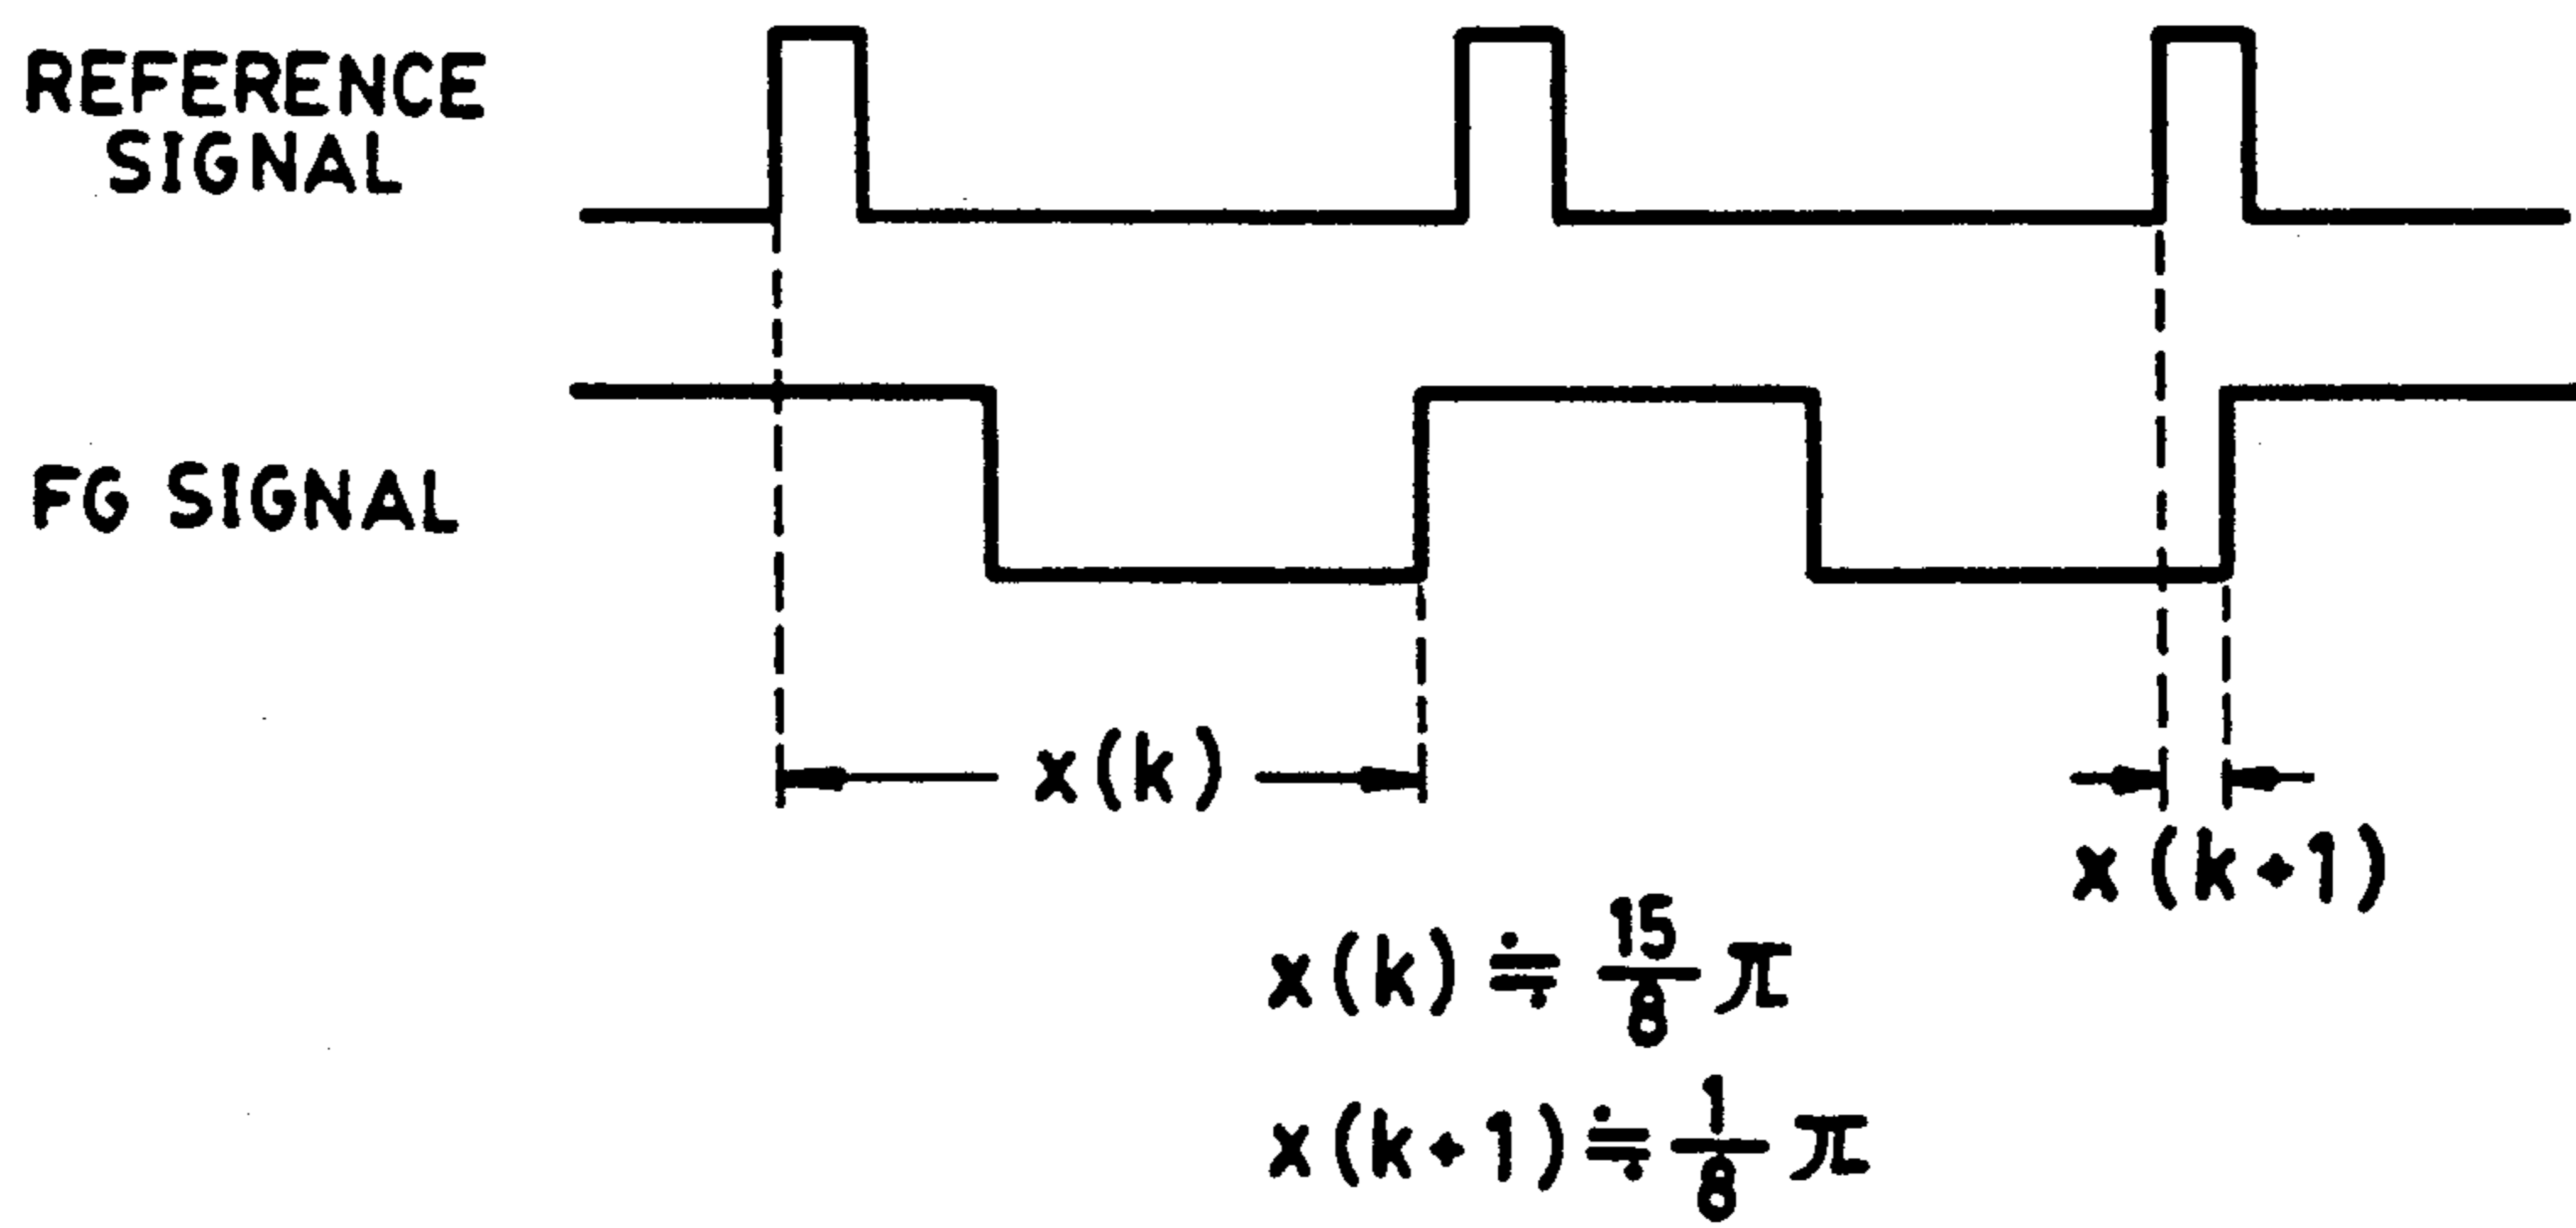 REFERENCE
SIGNAL
FG SIGNAL
x(k)
x(k+1)
x(k)≒15/8 π
x(k+1)≒1/8 π